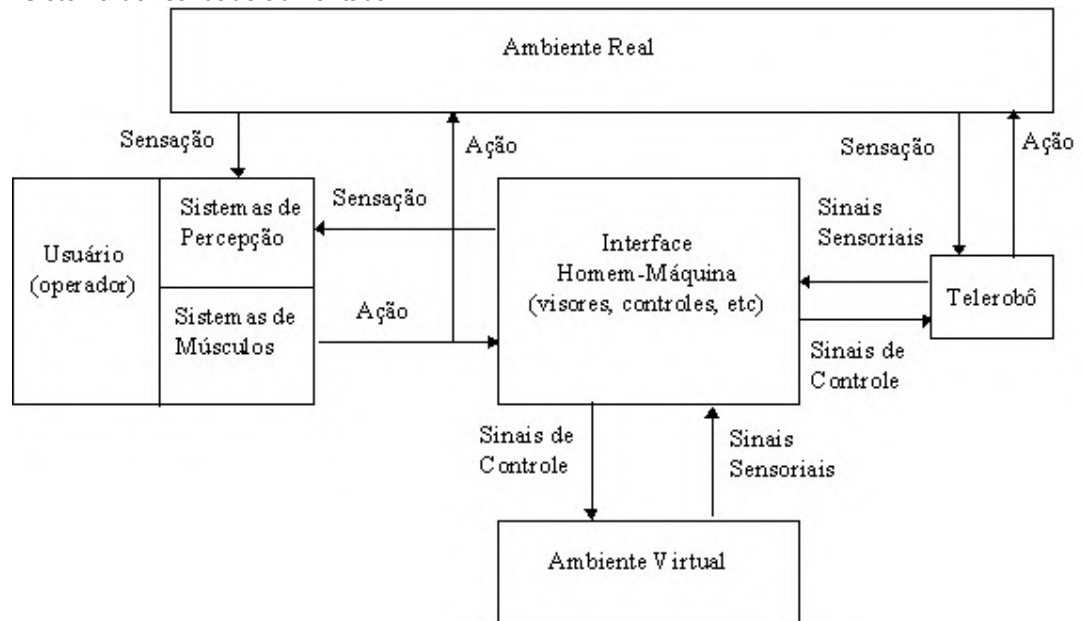 Ambiente Real
Sensação
Ação
Sensação
Ação
Usuário
(operador)
Sistemas de
Percepção
Sensação
Interface
Homem-Máquina
(visores, controles, etc)
Sinais
Sensoriais
Telerobô
Sistemas de
Músculos
Ação
Sinais de
Controle
Sinais de
Controle
Sinais
Sensoriais
Ambiente Virtual